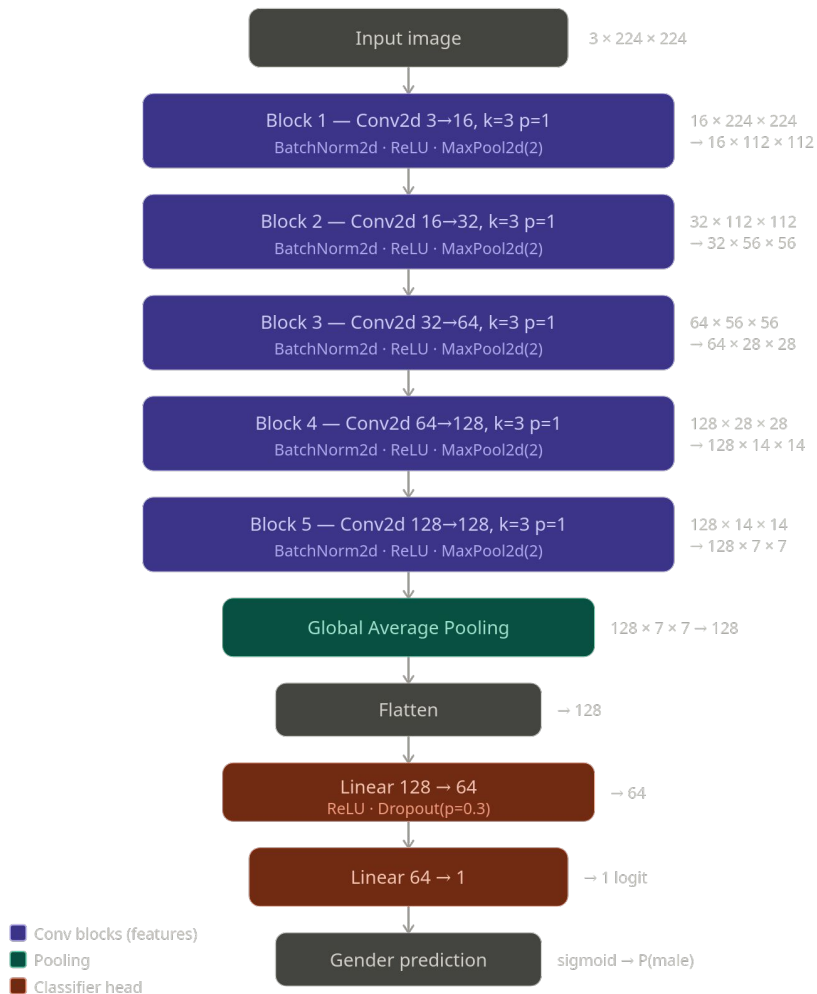 Input image
3 × 224 × 224
Block 1 — Conv2d 3→16, k=3 p=1
BatchNorm2d · ReLU · MaxPool2d(2)
16 × 224 × 224
→ 16 × 112 × 112
Block 2 — Conv2d 16→32, k=3 p=1
BatchNorm2d · ReLU · MaxPool2d(2)
32 × 112 × 112
→ 32 × 56 × 56
Block 3 — Conv2d 32→64, k=3 p=1
BatchNorm2d · ReLU · MaxPool2d(2)
64 × 56 × 56
→ 64 × 28 × 28
Block 4 — Conv2d 64→128, k=3 p=1
BatchNorm2d · ReLU · MaxPool2d(2)
128 × 28 × 28
→ 128 × 14 × 14
Block 5 — Conv2d 128→128, k=3 p=1
BatchNorm2d · ReLU · MaxPool2d(2)
128 × 14 × 14
→ 128 × 7 × 7
Global Average Pooling
128 × 7 × 7 → 128
Flatten
→ 128
Linear 128 → 64
ReLU · Dropout(p=0.3)
→ 64
Linear 64 → 1
→ 1 logit
Gender prediction
sigmoid → P(male)
Conv blocks (features)
Pooling
Classifier head